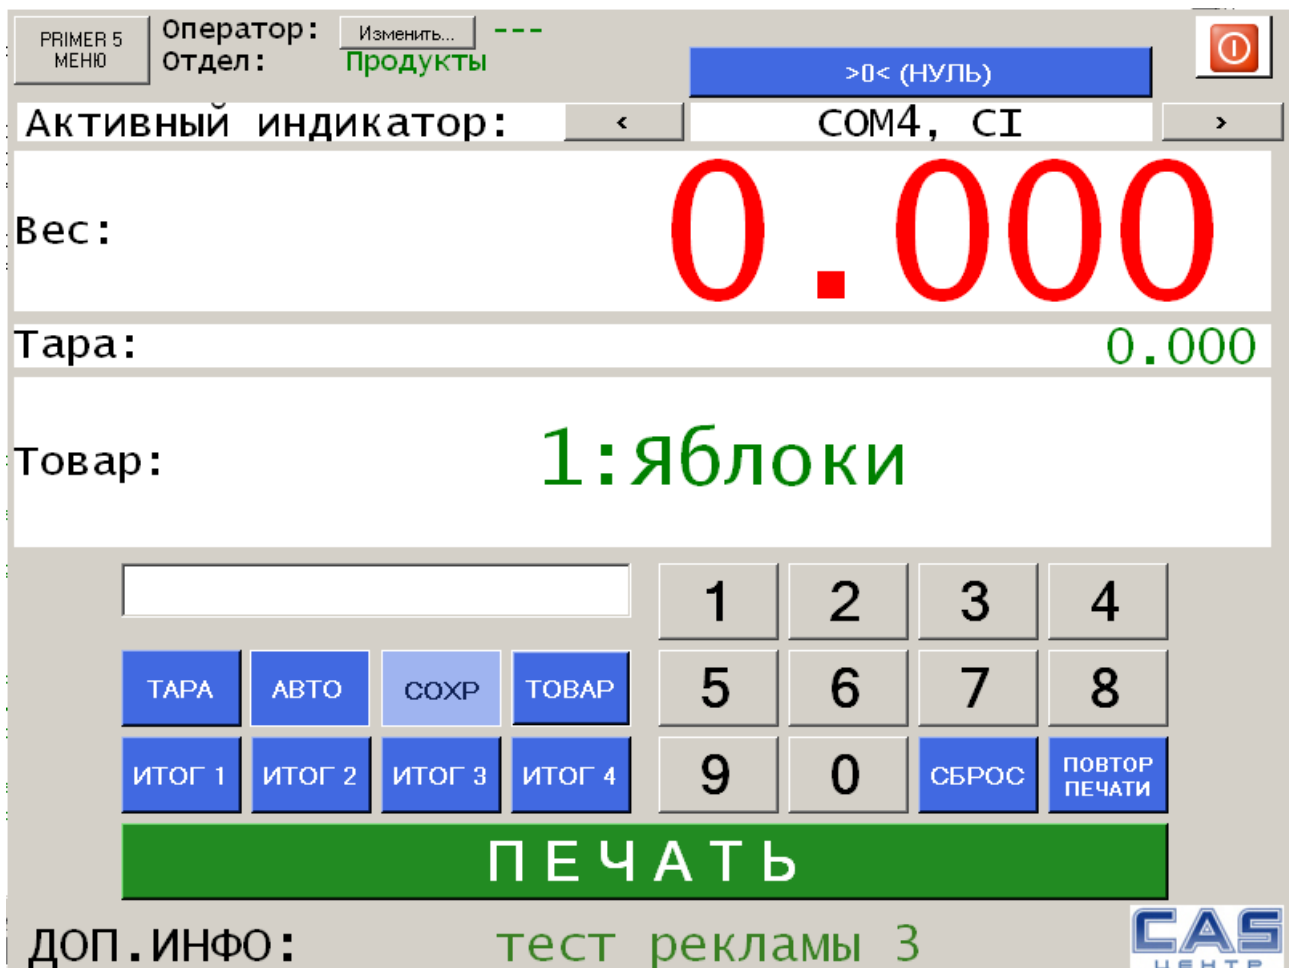 PRIMER 5
МЕНЮ
Оператор: Изменить... ---
Отдел: Продукты
>0< (НУЛЬ)
Активный индикатор: < COM4, CI >
Вес: 0.000
Тара: 0.000
Товар: 1:Яблоки
1 2 3 4
ТАРА АВТО СОХР ТОВАР 5 6 7 8
ИТОГ 1 ИТОГ 2 ИТОГ 3 ИТОГ 4 9 0 СБРОС ПОВТОР
ПЕЧАТИ
ПЕЧАТЬ
ДОП.ИНФО: тест рекламы 3
CAS
ЦЕНТР